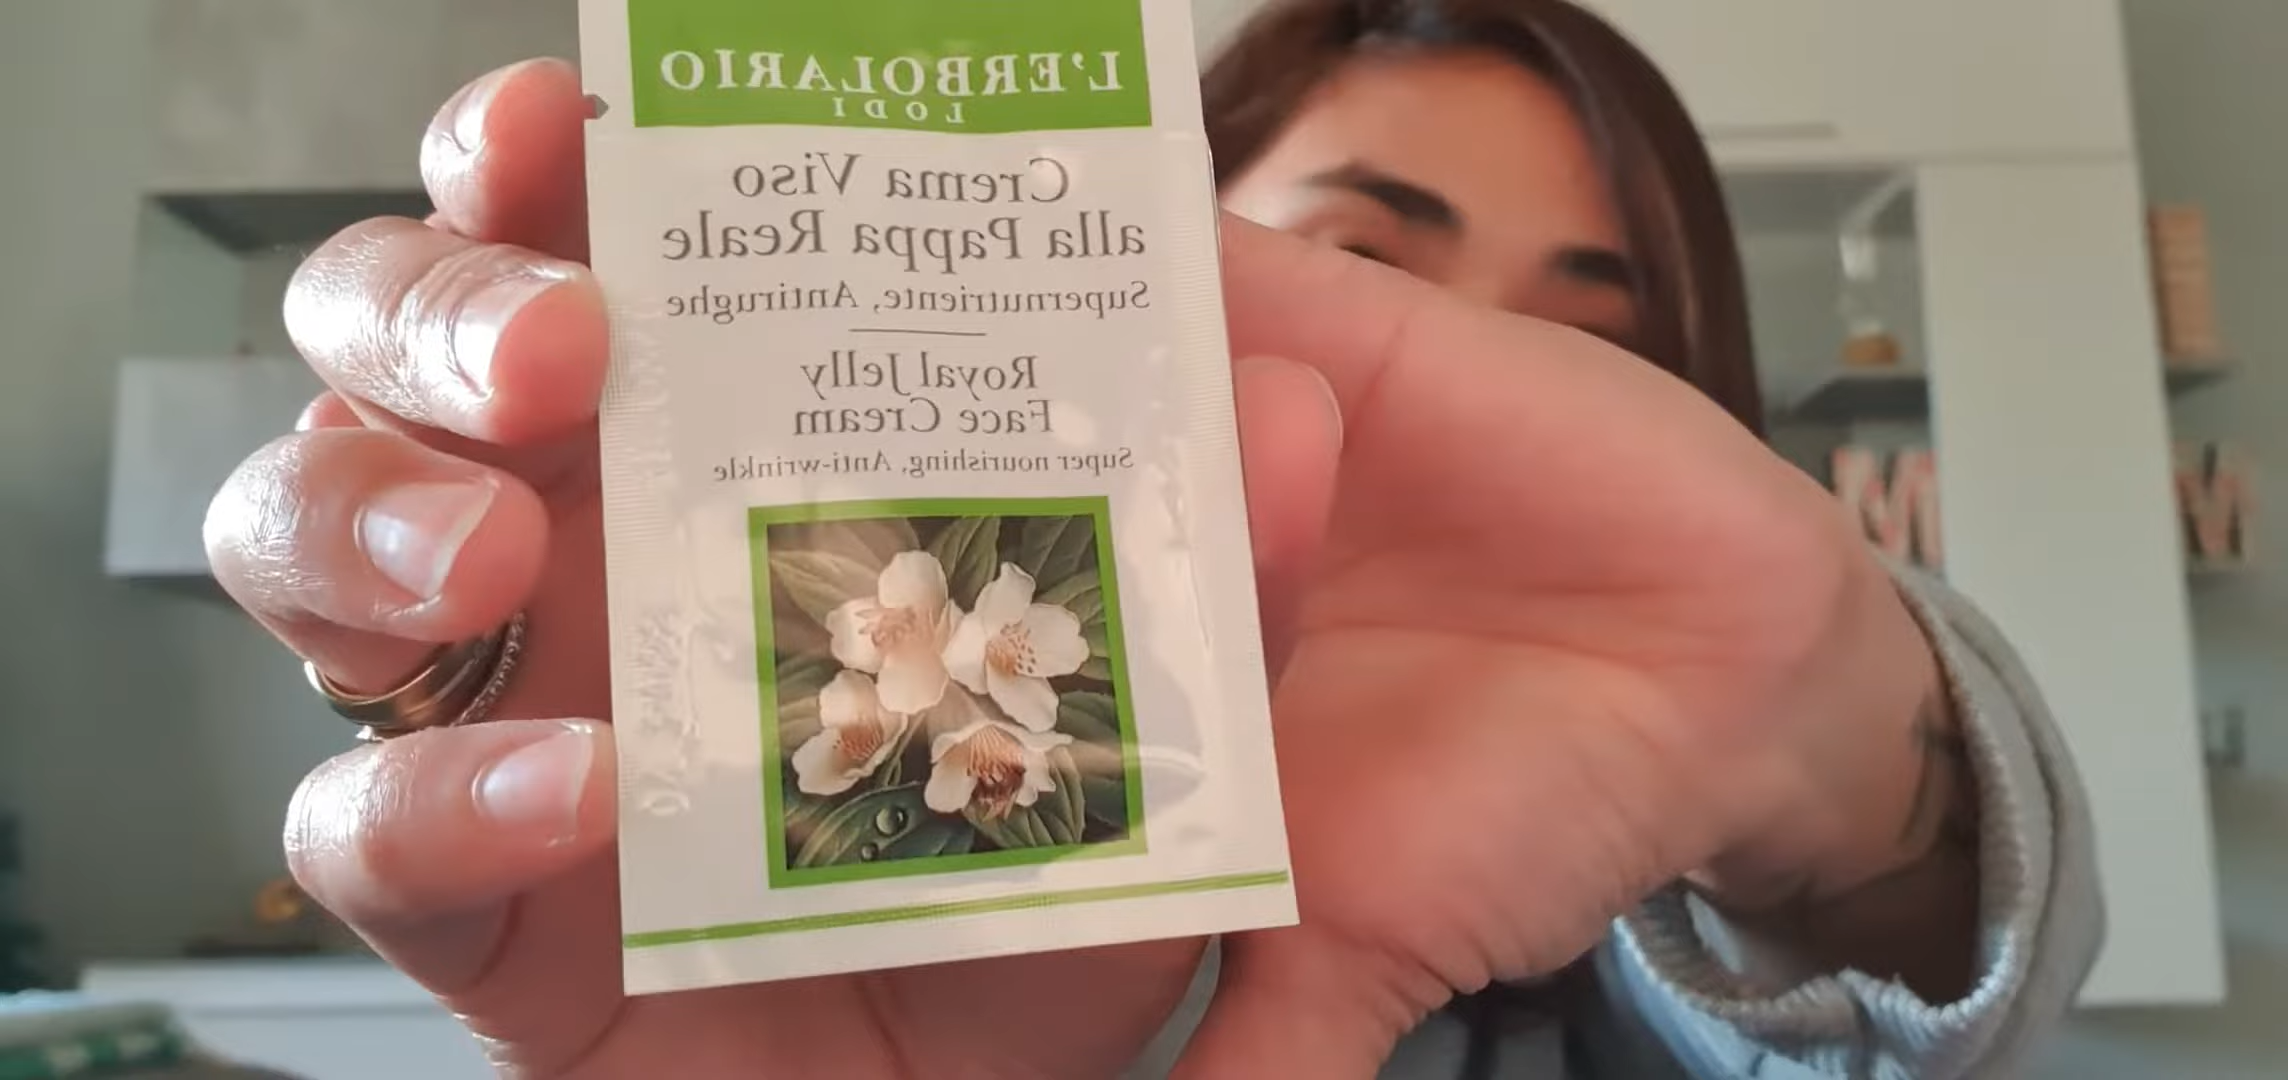 L'ERBOLARIO
LODI
Crema Viso
alla Pappa Reale
Supernutriente, Antirughe
Royal Jelly
Face Cream
Super nourishing, Anti-wrinkle